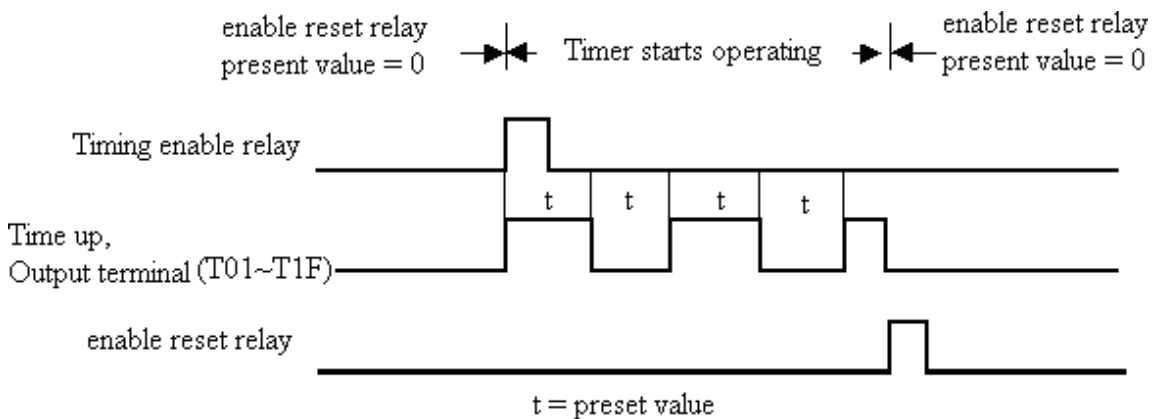 enable reset relay
present value = 0
Timer starts operating
enable reset relay
present value = 0
Timing enable relay
t
t
t
t
Time up,
Output terminal (T01~T1F)
enable reset relay
t = preset value